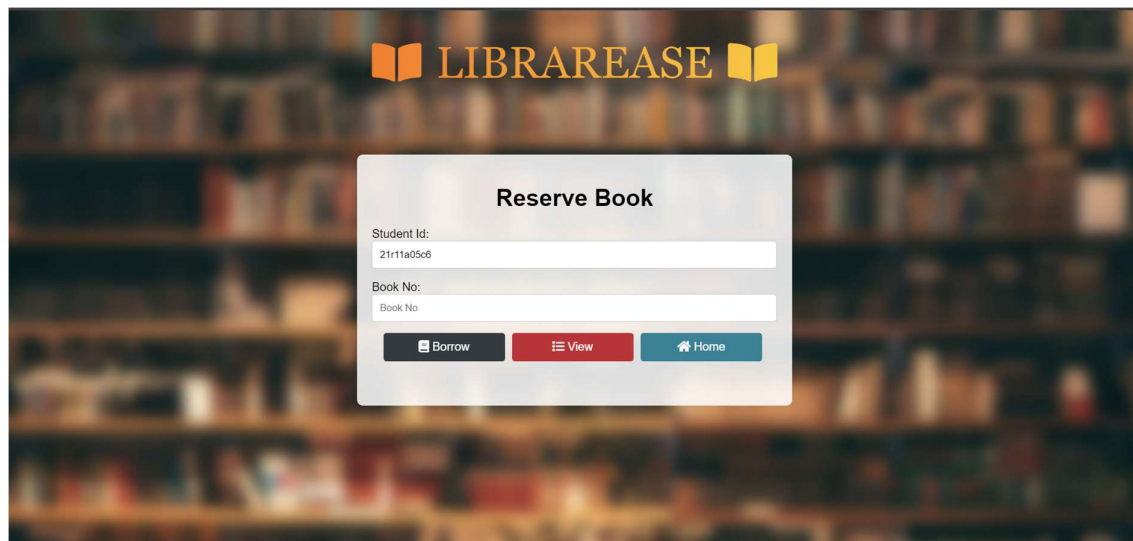 LIBRAREASE
Reserve Book
Student Id:
21r11a05c6
Book No:
Book No
Borrow View Home